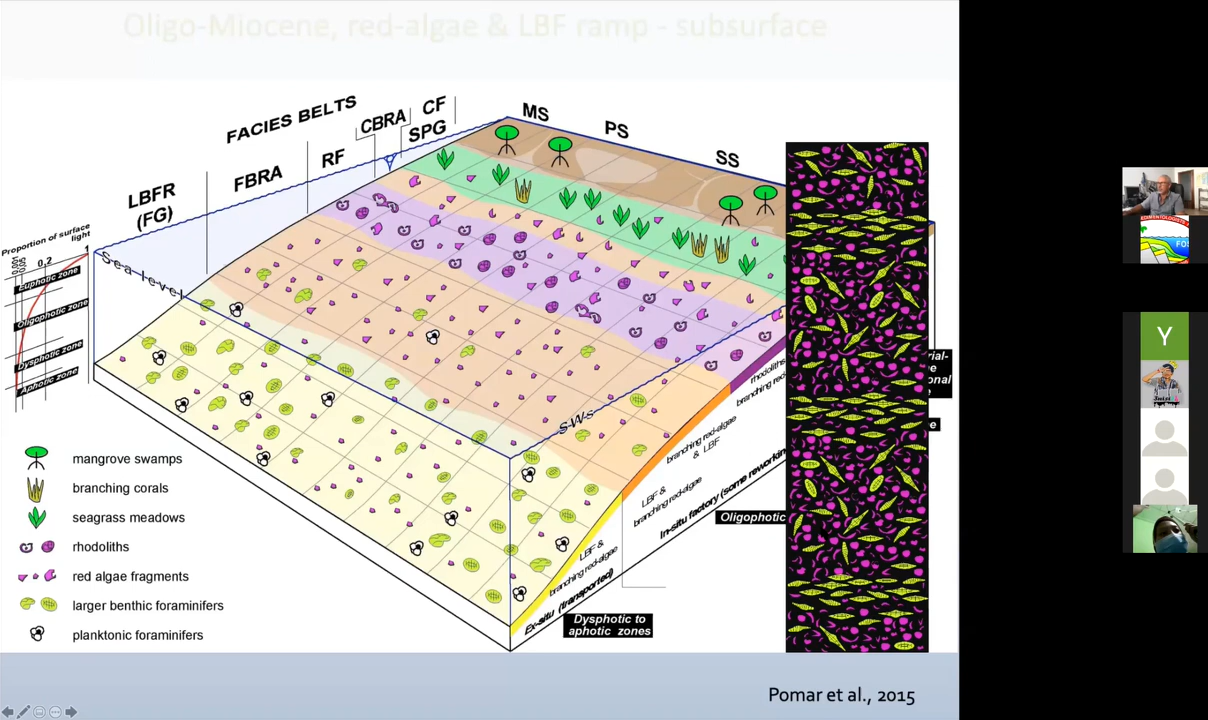 Oligo-Miocene, red-algae & LBF ramp - subsurface
FACIES BELTS
LBFR
(FG)
FBRA
RF
CBRA
CF
SPG
MS
PS
SS
Proportion of surface
light
0,001
0,05
0,2
1
Euphotic zone
Oligophotic zone
Dysphotic zone
Aphotic zone
Sea level
S-W-s
mangrove swamps
branching corals
seagrass meadows
rhodoliths
red algae fragments
larger benthic foraminifers
planktonic foraminifers
branching red-algae
& LBF
LBF &
branching red-algae
In-situ factory (some reworking
Oligophotic
LBF &
branching red-algae
Ex-situ (transported)
Dysphotic to
aphotic zones
Pomar et al., 2015
Y